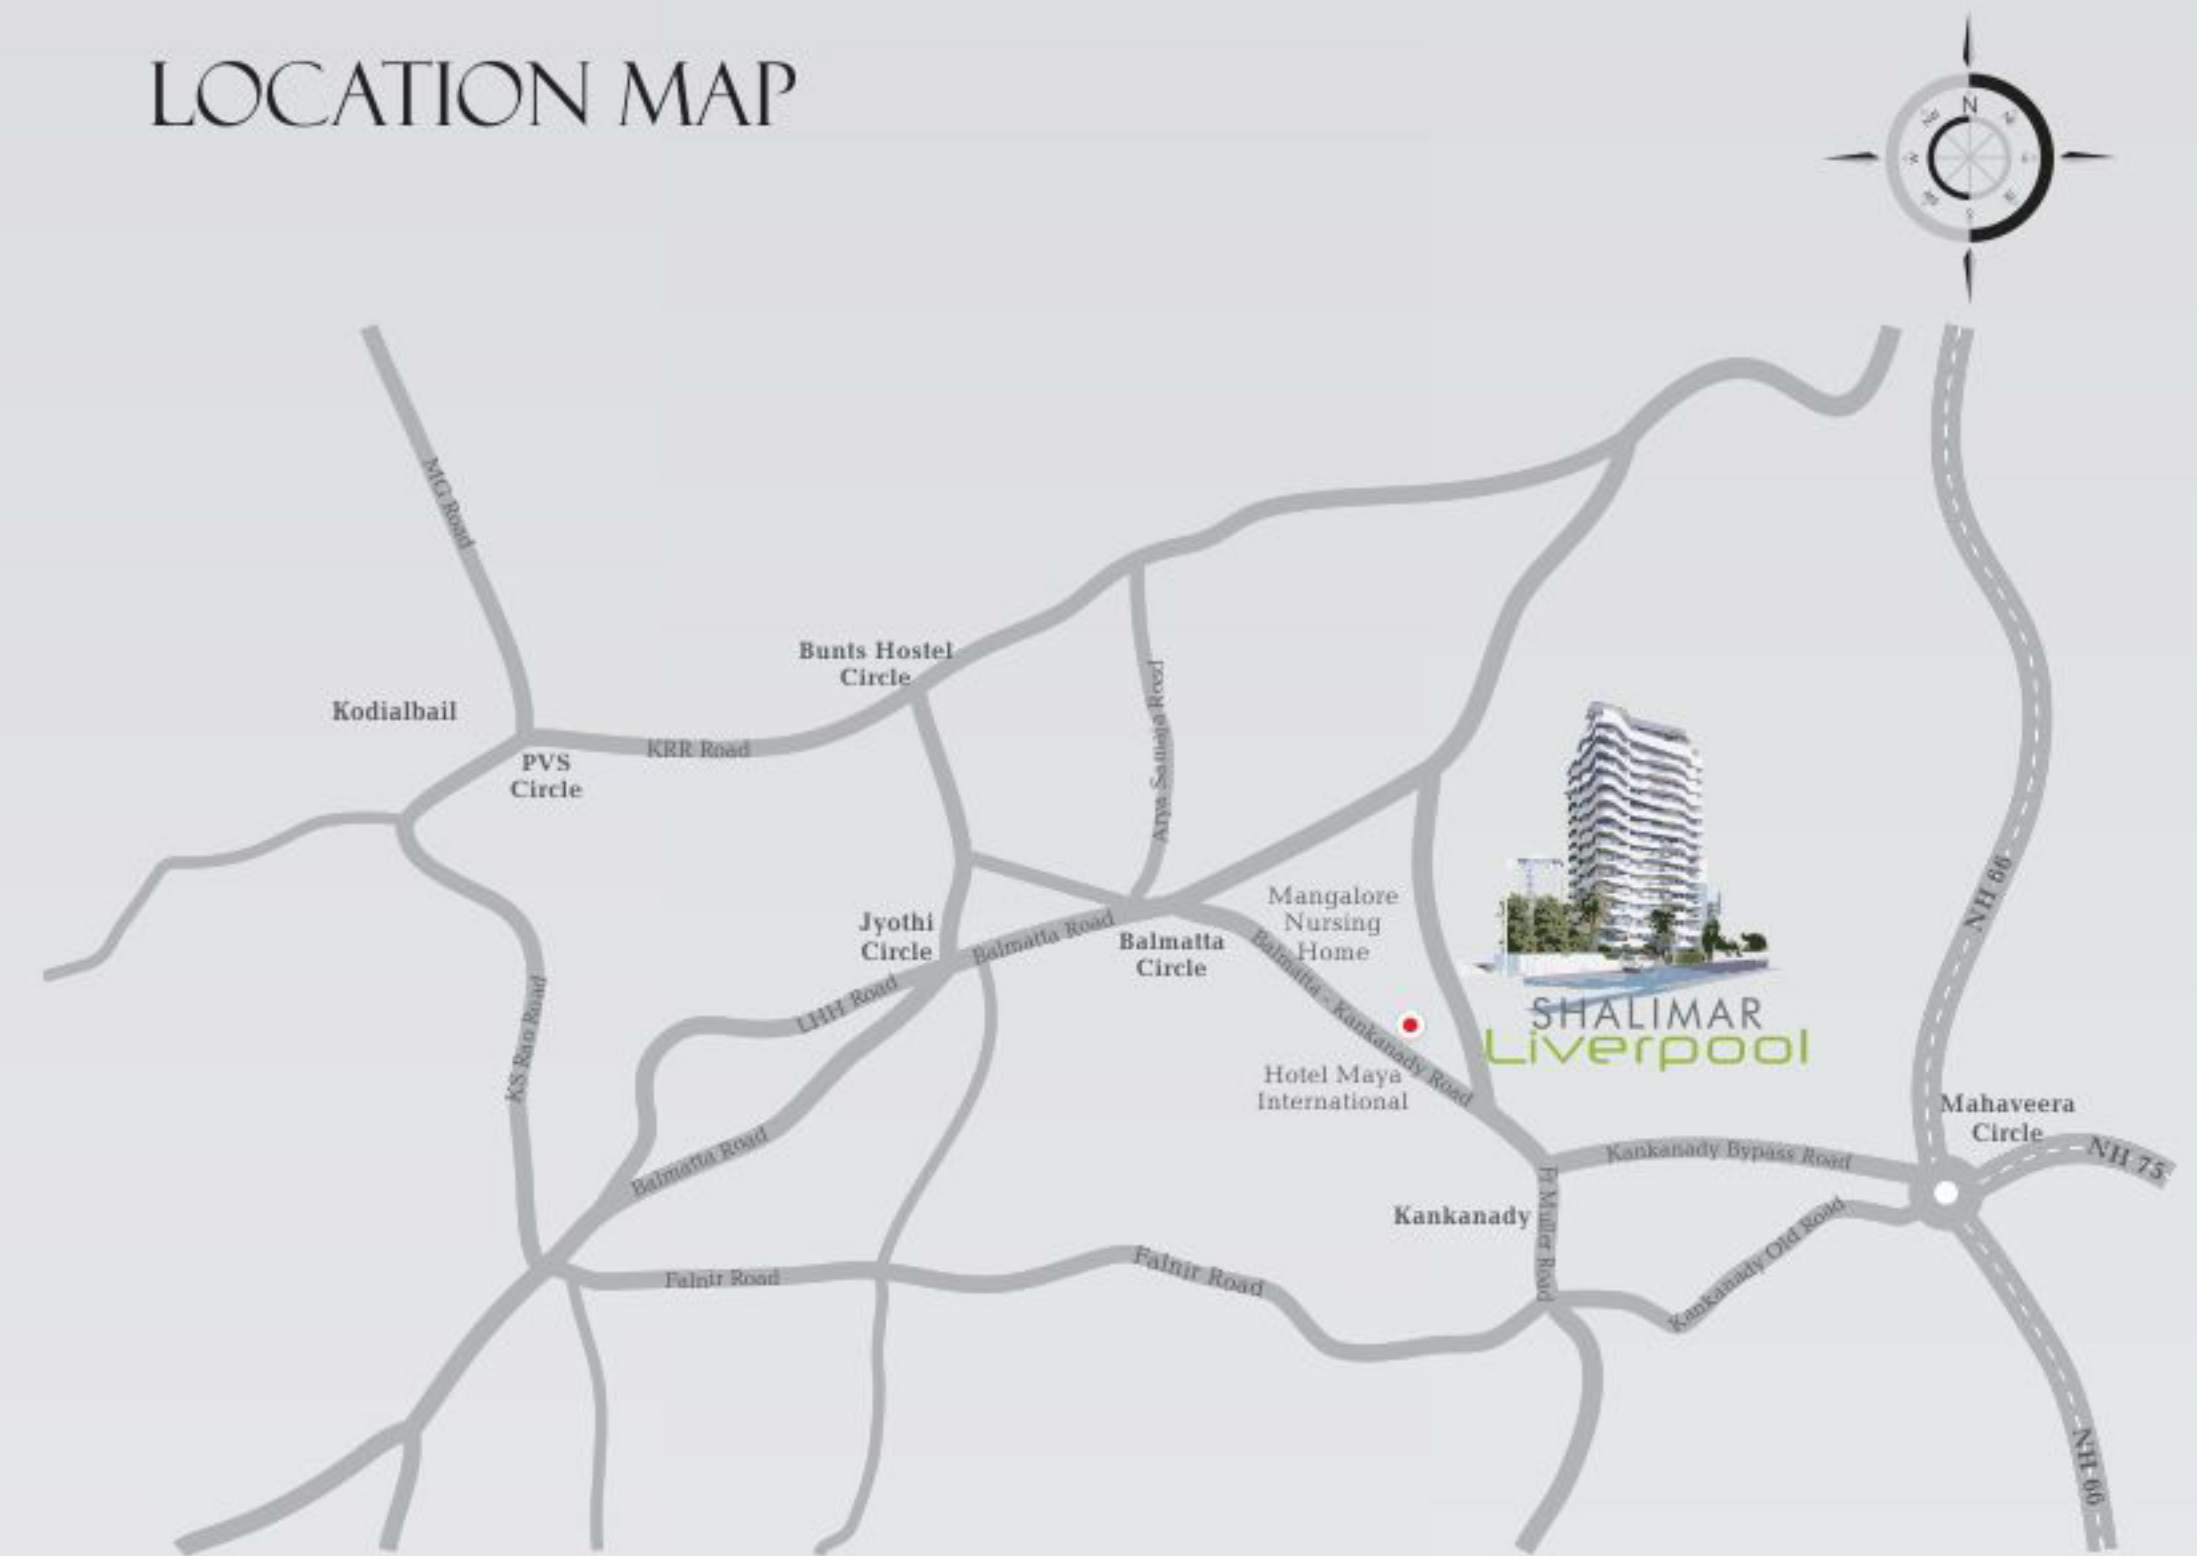 LOCATION MAP
N
MG Road
Bunts Hostel
Circle
Kodialbail
KRR Road
PVS
Circle
Arya Samaja Road
NH 66
Mangalore
Nursing
Home
Jyothi
Circle
Balmatta Road
Balmatta
Circle
Balmatta - Kankanady Road
LHH Road
SHALIMAR
Liverpool
KS Rao Road
Hotel Maya
International
Mahaveera
Circle
NH 75
Kankanady Bypass Road
Balmatta Road
Kankanady
Fr Muller Road
Kankanady Old Road
Falnir Road
Falnir Road
NH 66